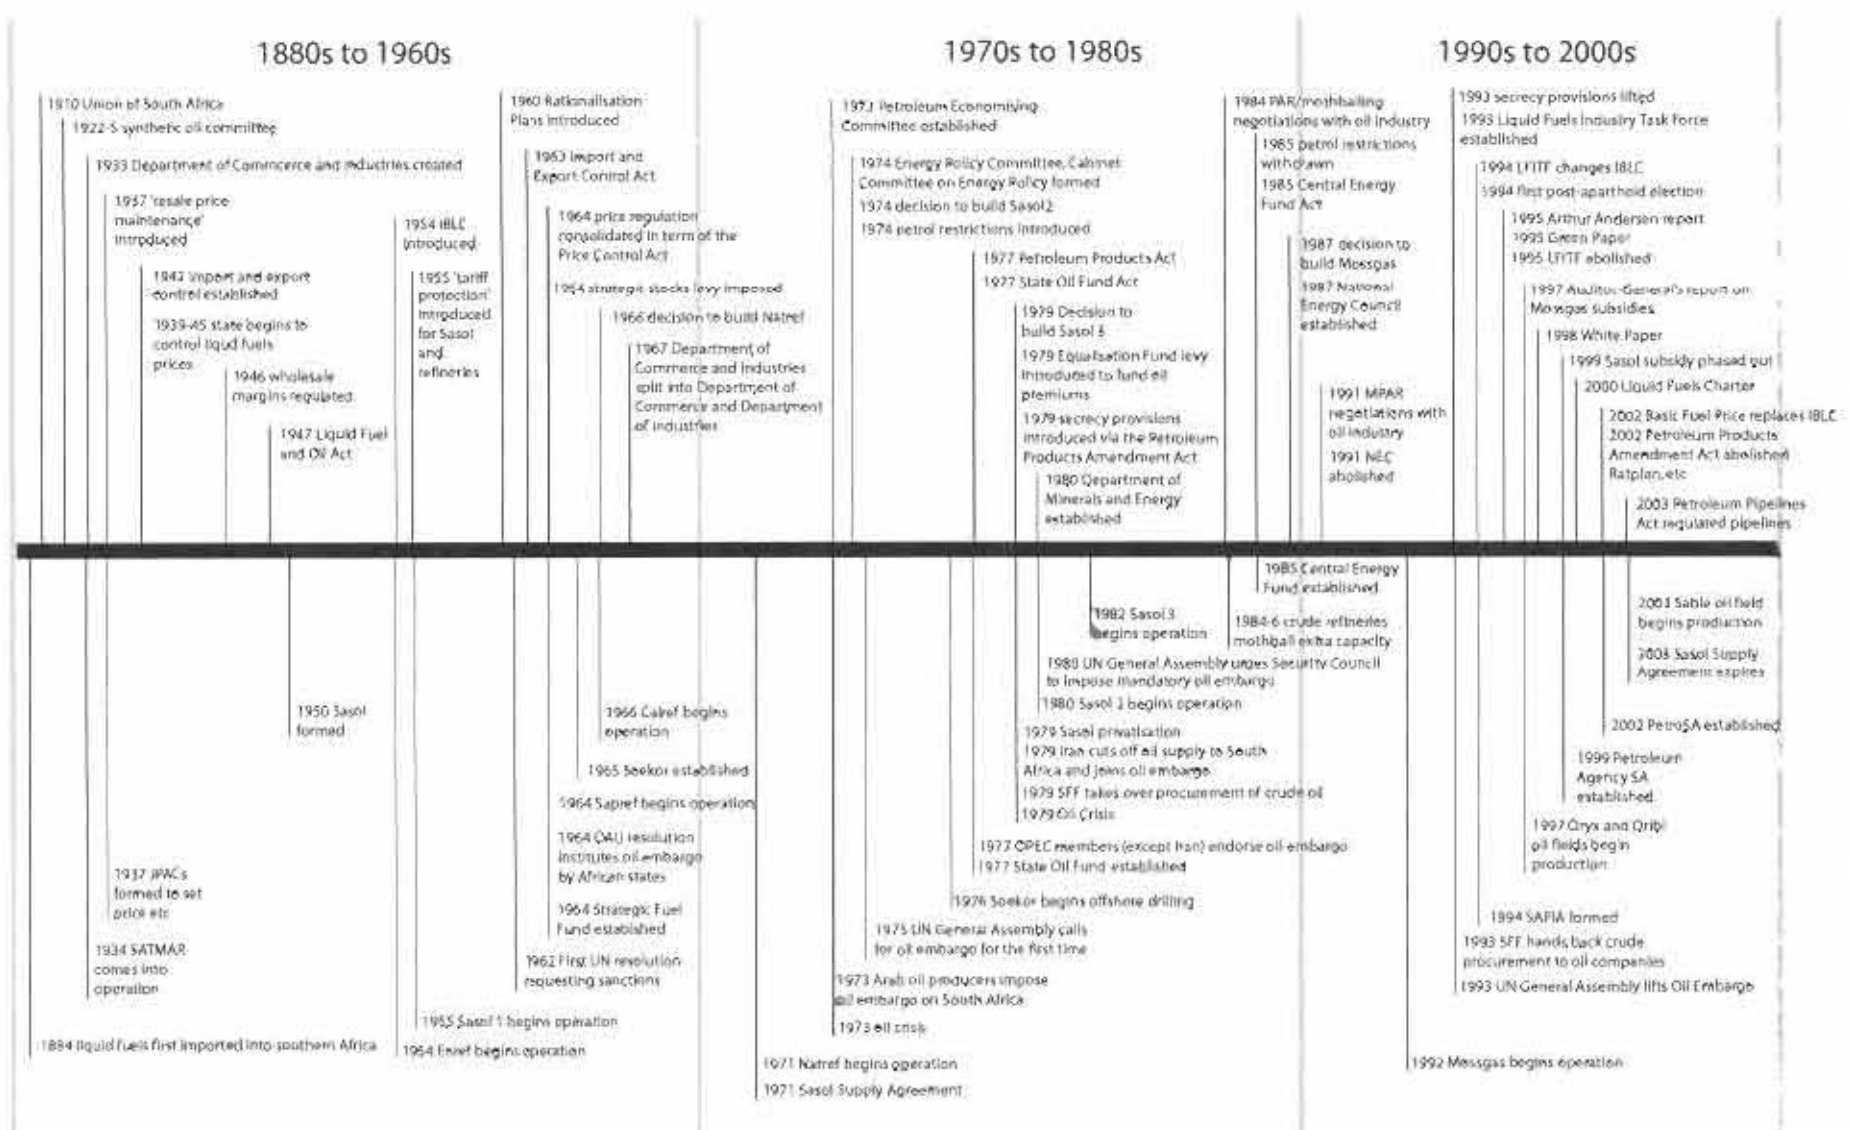 1880s to 1960s
1970s to 1980s
1990s to 2000s
1910 Union of South Africa
1922-5 synthetic oil committee
1933 Department of Commerce and Industries created
1937 'resale price
maintenance'
introduced
import and export
control established
1939-45 state begins to
control liqud fuels
prices
1946 wholesale
margins regulated
1947 Liquid Fuel
and Oil Act
1954 IBLC
introduced
1955 'tariff
protection'
introduced
for Sasol
and
refineries
1960 Rationalisation
Plans introduced
1963 Import and
Export Control Act
1964 price regulation
consolidated in term of the
Price Control Act
1964 strategic stocks levy imposed
1966 decision to build Natref
1967 Department of
Commerce and Industries
split into Department of
Commerce and Department
of Industries
Petroleum Economising
Committee established
1974 Energy Policy Committee, Cabinet
Committee on Energy Policy formed
1974 decision to build Sasol2
1974 petrol restrictions introduced
1977 Petroleum Products Act
1977 State Oil Fund Act
1979 Decision to
build Sasol 3
1979 Equalisation Fund levy
introduced to fund oil
premiums
1979 secrecy provisions
introduced via the Petroleum
Products Amendment Act
1980 Department of
Minerals and Energy
established
1984 PAR/mothballing
negotiations with oil industry
1985 petrol restrictions
withdrawn
1985 Central Energy
Fund Act
1987 decision to
build Mossgas
1987 National
Energy Council
established
1991 MPAR
negotiations with
oil industry
1991 NEC
abolished
1993 secrecy provisions lifted
1993 Liquid Fuels Industry Task Force
established
1994 LFITF changes IBLC
1994 first post-apartheid election
1995 Arthur Andersen report
1995 Green Paper
1995 LFITF abolished
1997 Auditor-General's report on
Mossgas subsidies
1998 White Paper
1999 Sasol subsidy phased out
2000 Liquid Fuels Charter
2002 Basic Fuel Price replaces IBLC
2002 Petroleum Products
Amendment Act abolished
Ratplan, etc
2003 Petroleum Pipelines
Act regulated pipelines
1884 liquid fuels first imported into southern Africa
1934 SATMAR
comes into
operation
1937 JPACs
formed to set
price etc
1950 Sasol
formed
1954 Enref begins operation
1955 Sasol 1 begins operation
1962 First UN resolution
requesting sanctions
1964 Strategic Fuel
Fund established
1964 OAU resolution
institutes oil embargo
by African states
1964 Sapref begins operation
1965 Soekor established
1966 Calref begins
operation
1971 Natref begins operation
1971 Sasol Supply Agreement
1973 Arab oil producers impose
oil embargo on South Africa
1973 oil crisis
1975 UN General Assembly calls
for oil embargo for the first time
1976 Soekor begins offshore drilling
1977 OPEC members (except Iran) endorse oil embargo
1977 State Oil Fund established
1979 Sasol privatisation
1979 Iran cuts off oil supply to South
Africa and joins oil embargo
1979 SFF takes over procurement of crude oil
1979 Oil Crisis
1980 UN General Assembly urges Security Council
to impose mandatory oil embargo
1980 Sasol 2 begins operation
1982 Sasol 3
begins operation
1985 Central Energy
Fund established
1984-6 crude refineries
mothball extra capacity
1992 Mossgas begins operation
1993 SFF hands back crude
procurement to oil companies
1993 UN General Assembly lifts Oil Embargo
1994 SAPIA formed
1997 Oryx and Oribi
oil fields begin
production
1999 Petroleum
Agency SA
established
2002 PetroSA established
2003 Sable oil field
begins production
2003 Sasol Supply
Agreement expires